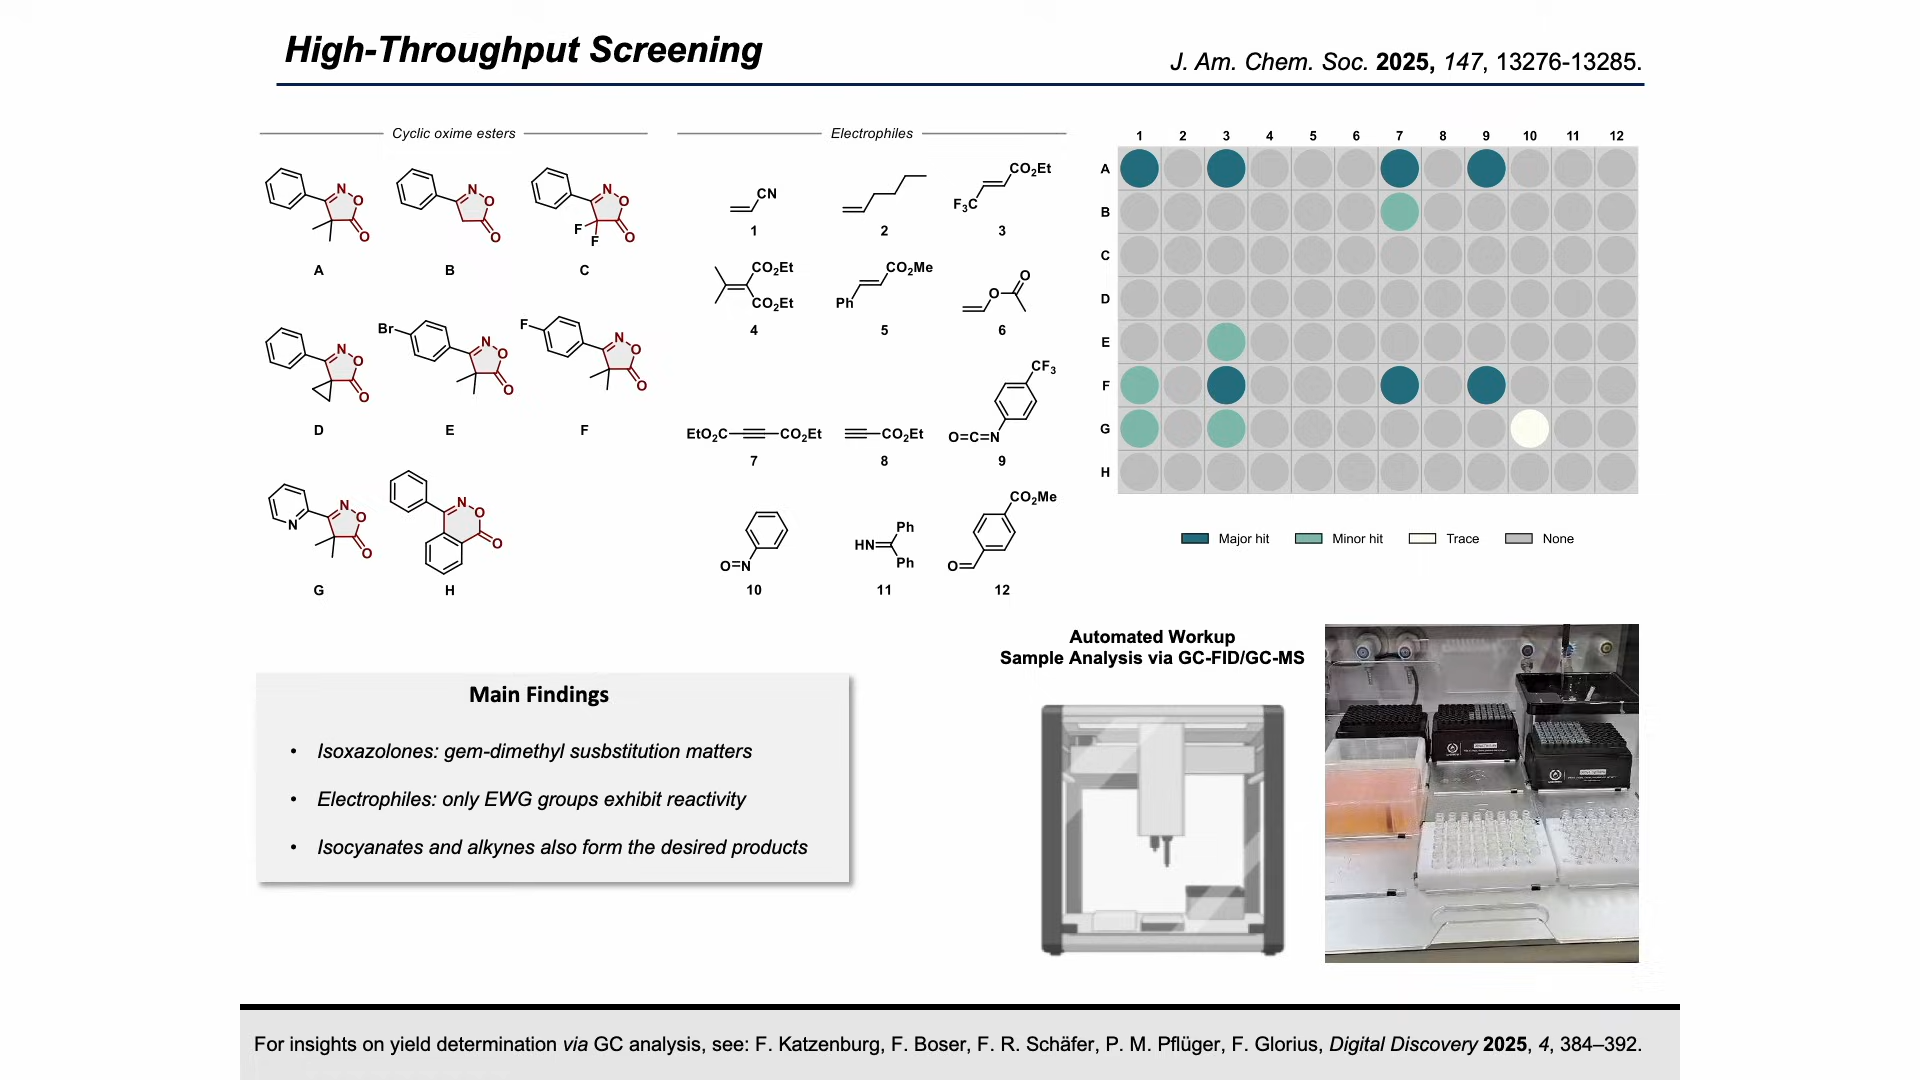 High-Throughput Screening
J. Am. Chem. Soc. 2025, 147, 13276-13285.
Cyclic oxime esters
N
O
O
A
N
O
O
B
N
O
F
F
O
C
N
O
O
D
Br
N
O
O
E
F
N
O
O
F
N
N
O
O
G
N
O
O
H
Electrophiles
CN
1
2
CO2Et
F3C
3
CO2Et
CO2Et
4
CO2Me
Ph
5
O
O
6
EtO2C
CO2Et
7
CO2Et
8
CF3
O=C=N
9
O=N
10
Ph
HN
Ph
11
CO2Me
O
12
1 2 3 4 5 6 7 8 9 10 11 12
A
B
C
D
E
F
G
H
Major hit
Minor hit
Trace
None
Automated Workup
Sample Analysis via GC-FID/GC-MS
Main Findings
• Isoxazolones: gem-dimethyl susbstitution matters
• Electrophiles: only EWG groups exhibit reactivity
• Isocyanates and alkynes also form the desired products
For insights on yield determination via GC analysis, see: F. Katzenburg, F. Boser, F. R. Schäfer, P. M. Pflüger, F. Glorius, Digital Discovery 2025, 4, 384–392.